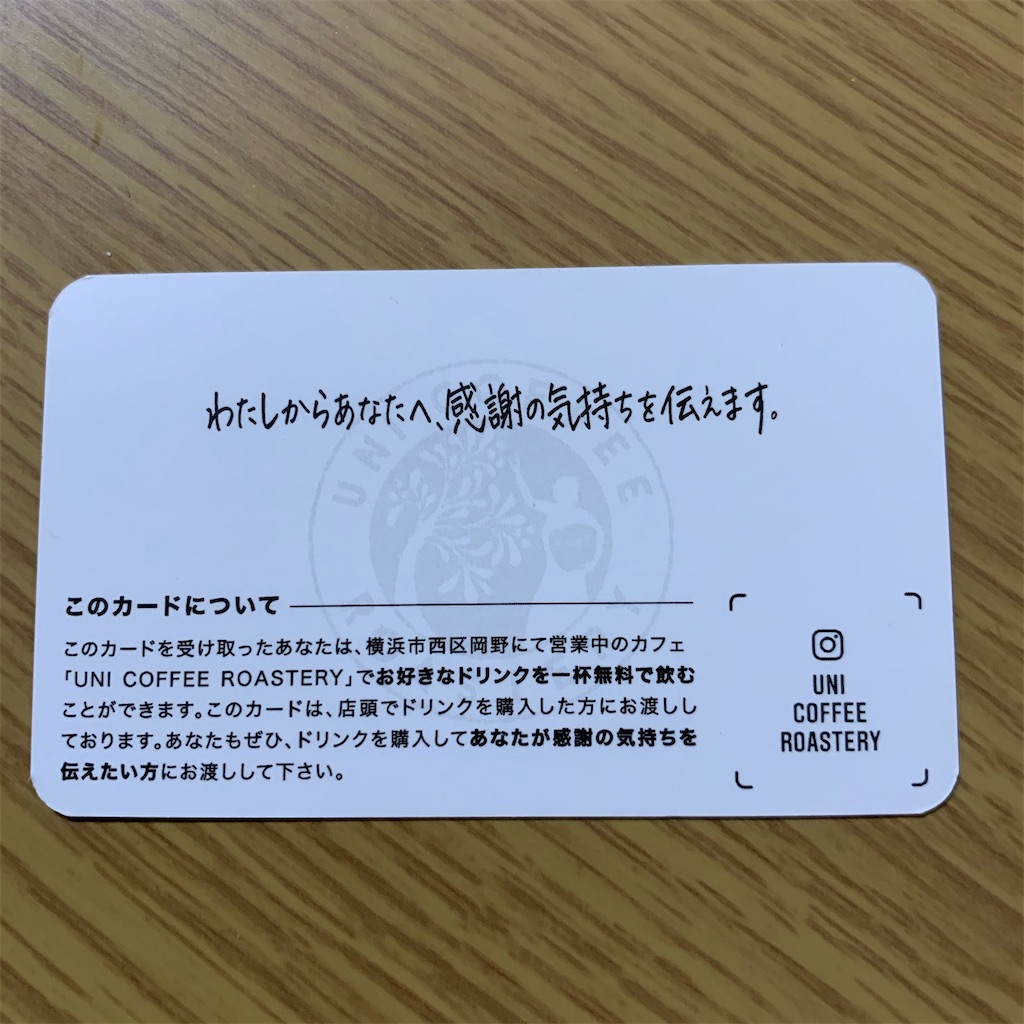 わたしからあなたへ、感謝の気持ちを伝えます。
UNI COFFEE
このカードについて
このカードを受け取ったあなたは、横浜市西区岡野にて営業中のカフェ
「UNI COFFEE ROASTERY」でお好きなドリンクを一杯無料で飲む
ことができます。このカードは、店頭でドリンクを購入した方にお渡しし
ております。あなたもぜひ、ドリンクを購入してあなたが感謝の気持ちを
伝えたい方にお渡しして下さい。
UNI
COFFEE
ROASTERY